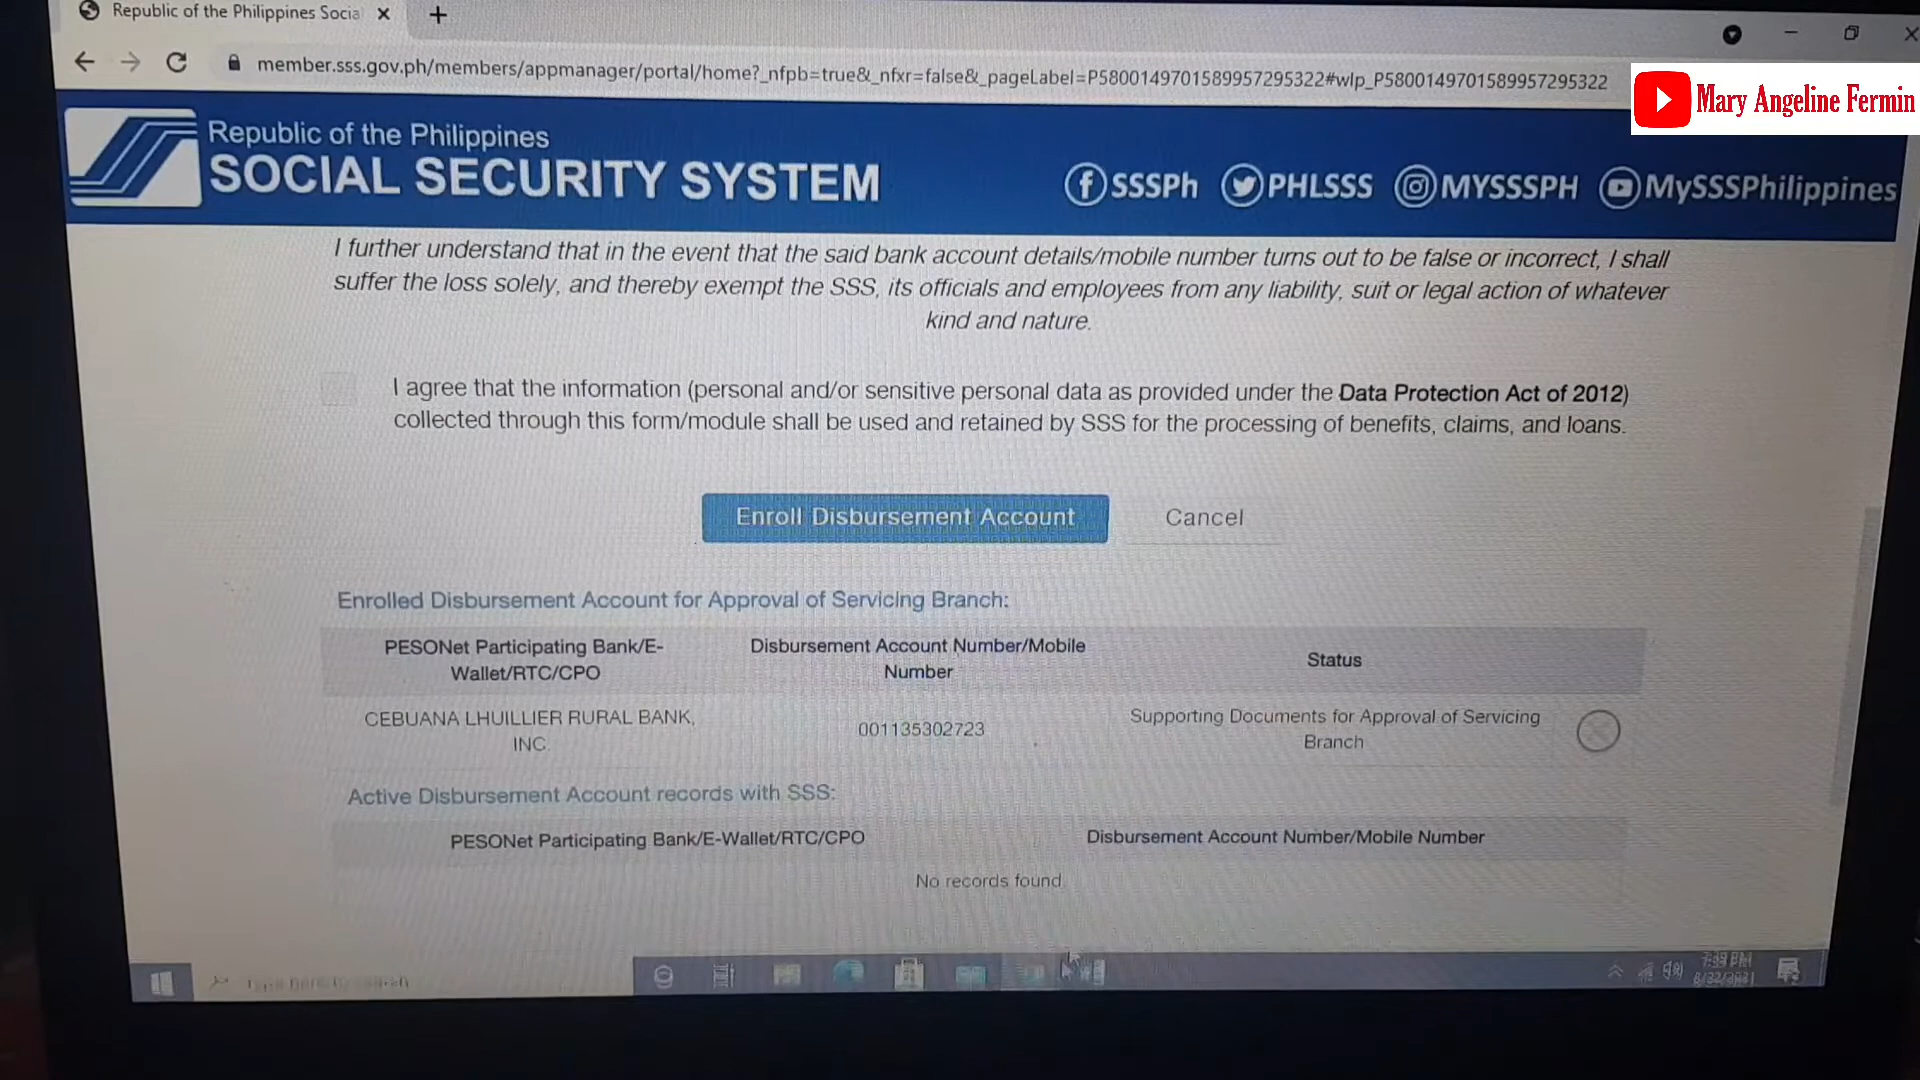 Republic of the Philippines Social
member.sss.gov.ph/members/appmanager/portal/home?_nfpb=true&_nfxr=false&_pageLabel=P5800149701589957295322#wlp_P5800149701589957295322
Mary Angeline Fermin
Republic of the Philippines
SOCIAL SECURITY SYSTEM
SSSPh PHLSSS MYSSSPH MySSSPhilippines
I further understand that in the event that the said bank account details/mobile number turns out to be false or incorrect, I shall
suffer the loss solely, and thereby exempt the SSS, its officials and employees from any liability, suit or legal action of whatever
kind and nature.
I agree that the information (personal and/or sensitive personal data as provided under the Data Protection Act of 2012)
collected through this form/module shall be used and retained by SSS for the processing of benefits, claims, and loans.
Enroll Disbursement Account Cancel
Enrolled Disbursement Account for Approval of Servicing Branch:
PESONet Participating Bank/E-
Wallet/RTC/CPO
Disbursement Account Number/Mobile
Number
Status
CEBUANA LHUILLIER RURAL BANK,
INC.
001135302723
Supporting Documents for Approval of Servicing
Branch
Active Disbursement Account records with SSS:
PESONet Participating Bank/E-Wallet/RTC/CPO Disbursement Account Number/Mobile Number
No records found.
Type here to search